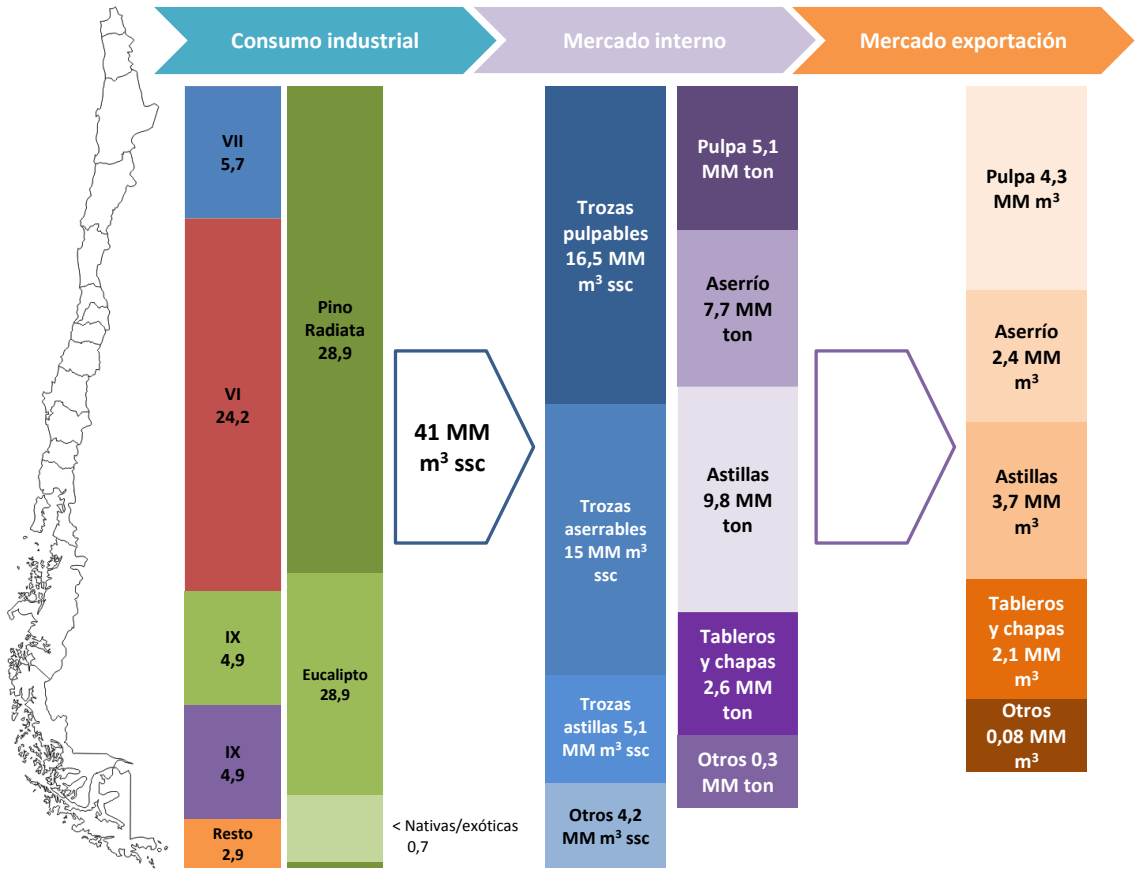 Consumo industrial
Mercado interno
Mercado exportación
VII
5,7
VI
24,2
IX
4,9
IX
4,9
Resto
2,9
Pino
Radiata
28,9
Eucalipto
28,9
< Nativas/exóticas
0,7
41 MM
m³ ssc
Trozas
pulpables
16,5 MM
m³ ssc
Trozas
aserrables
15 MM m³
ssc
Trozas
astillas 5,1
MM m³ ssc
Otros 4,2
MM m³ ssc
Pulpa 5,1
MM ton
Aserrío
7,7 MM
ton
Astillas
9,8 MM
ton
Tableros
y chapas
2,6 MM
ton
Otros 0,3
MM ton
Pulpa 4,3
MM m³
Aserrío
2,4 MM
m³
Astillas
3,7 MM
m³
Tableros
y chapas
2,1 MM
m³
Otros
0,08 MM
m³